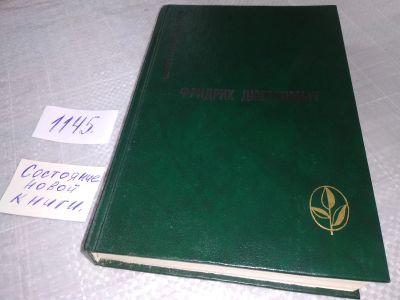 ФРИДРИХ ДЮРРЕНМАТТ
1145.
Состояние
новой
книги.